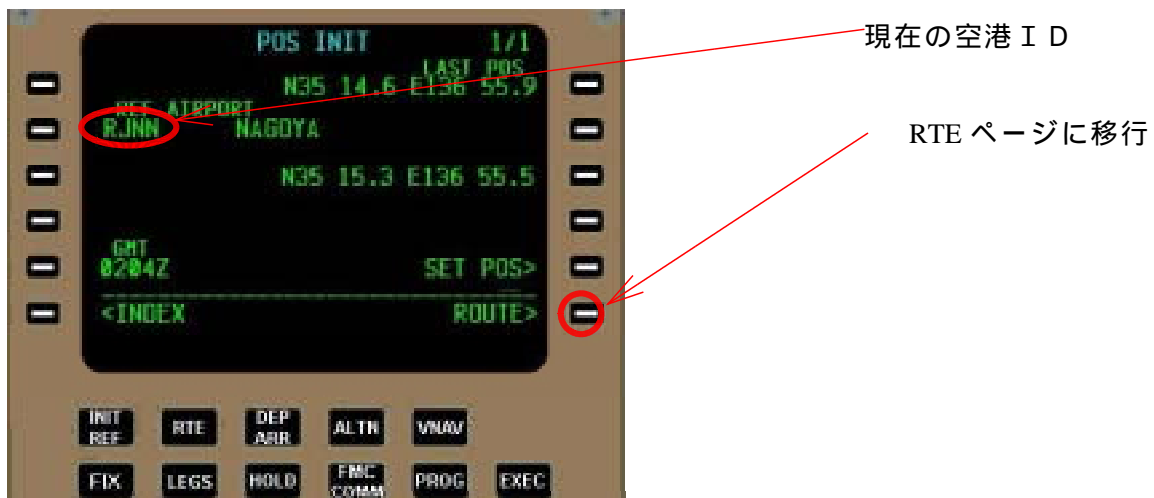 POS INIT 1/1
現在の空港ＩＤ
LAST POS
N35 14.6 E136 55.9
REF AIRPORT
RJNN NAGOYA
RTE ページに移行
N35 15.3 E136 55.5
GMT
0204Z SET POS>
<INDEX ROUTE>
INIT REF RTE DEP ARR ALTN VNAV
FIX LEGS HOLD FMC COMM PROG EXEC